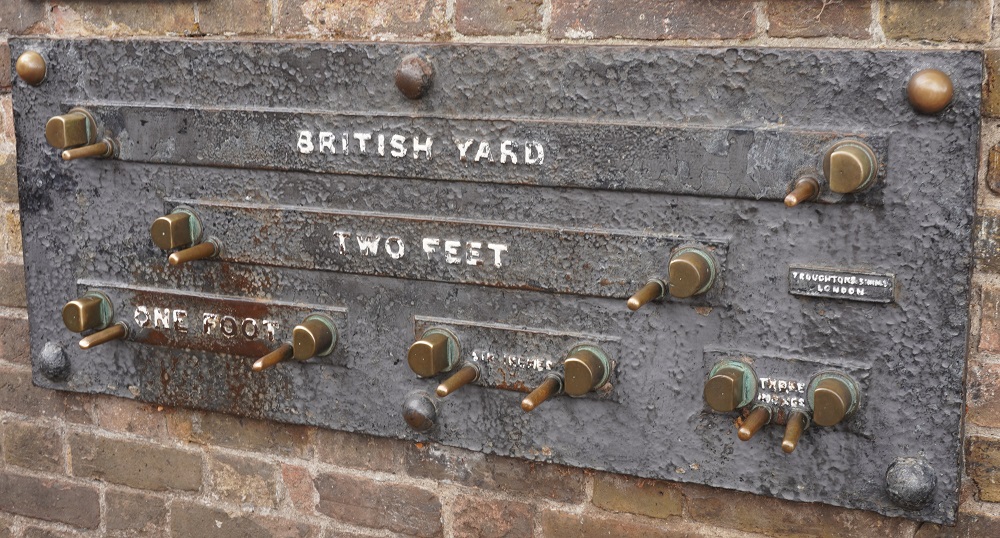 BRITISH YARD
TWO FEET
TROUGHTON & SIMMS
LONDON
ONE FOOT
SIX INCHES
THREE
INCHES